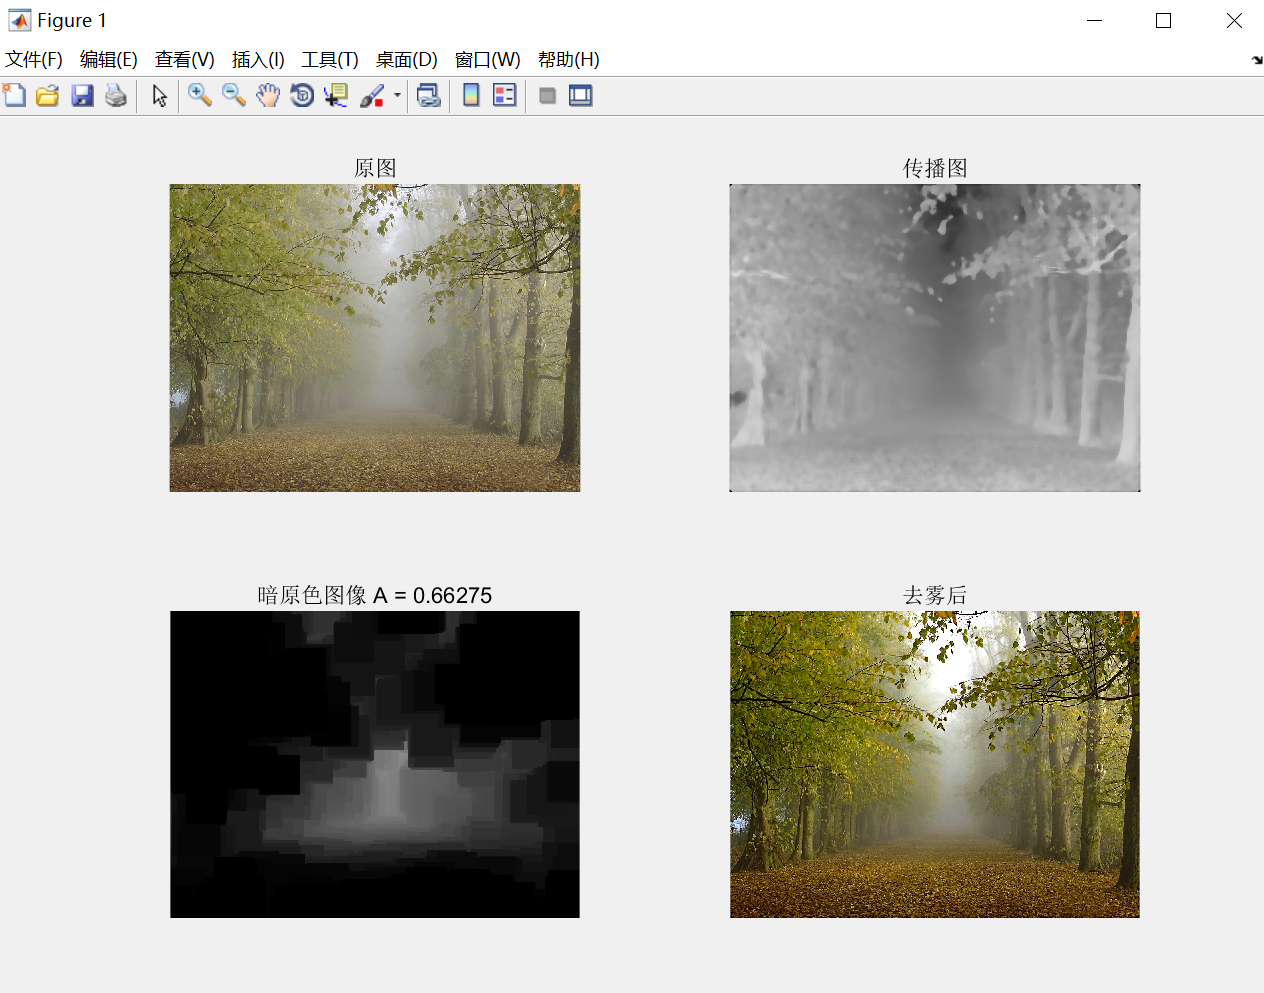 Figure 1
文件(F) 编辑(E) 查看(V) 插入(I) 工具(T) 桌面(D) 窗口(W) 帮助(H)
原图
传播图
暗原色图像 A = 0.66275
去雾后